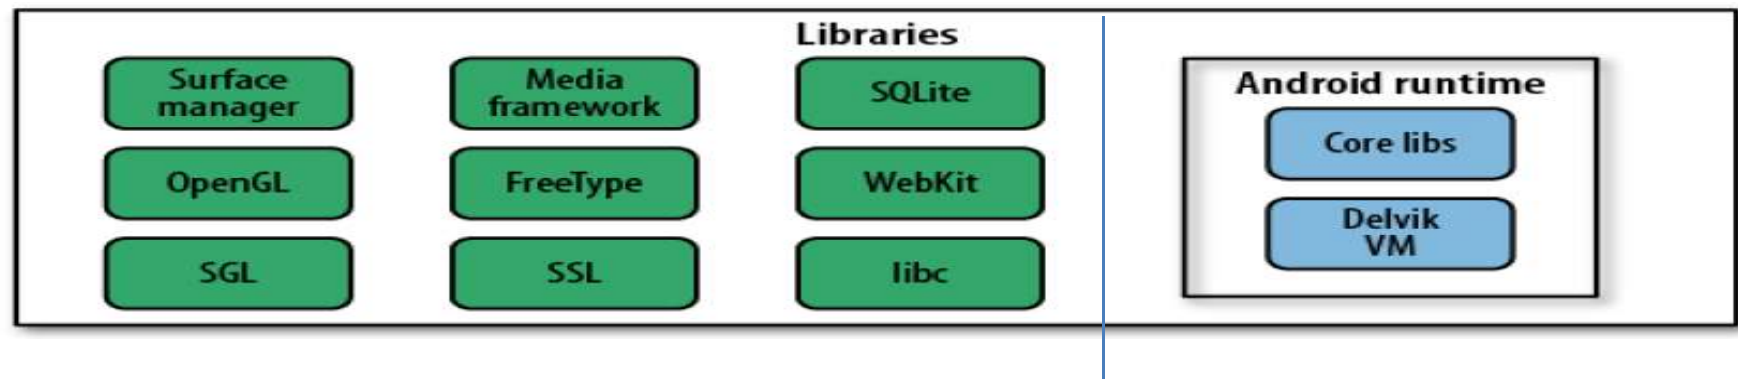 Libraries
Surface
manager
Media
framework
SQLite
OpenGL
FreeType
WebKit
SGL
SSL
libc
Android runtime
Core libs
Delvik
VM